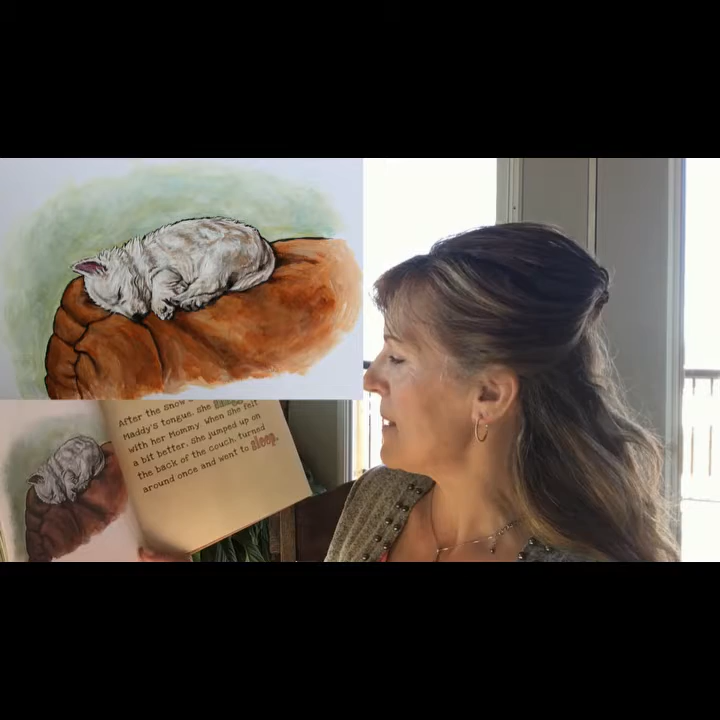 After the snow
Maddy's tongue, she
with her Mommy. When she felt
a bit better, she jumped up on
the back of the couch, turned
around once and went to sleep.